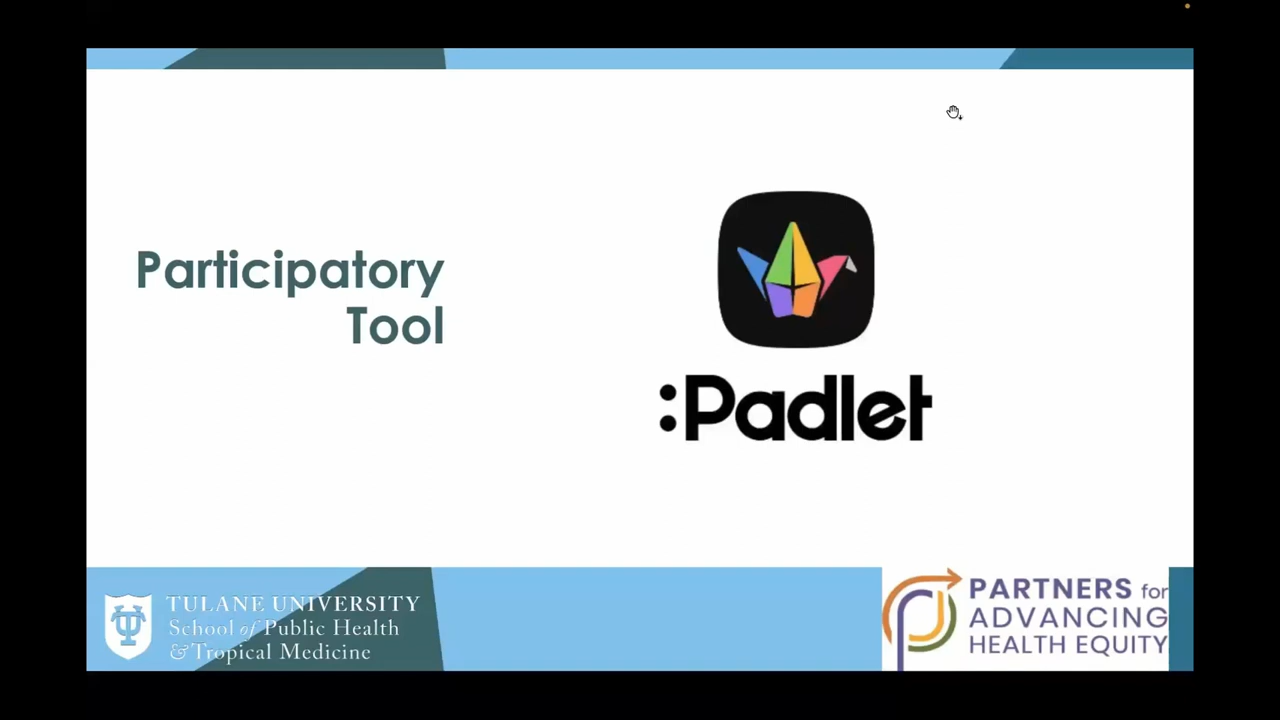 Participatory
Tool
:Padlet
TULANE UNIVERSITY
School of Public Health
& Tropical Medicine
PARTNERS for
ADVANCING
HEALTH EQUITY